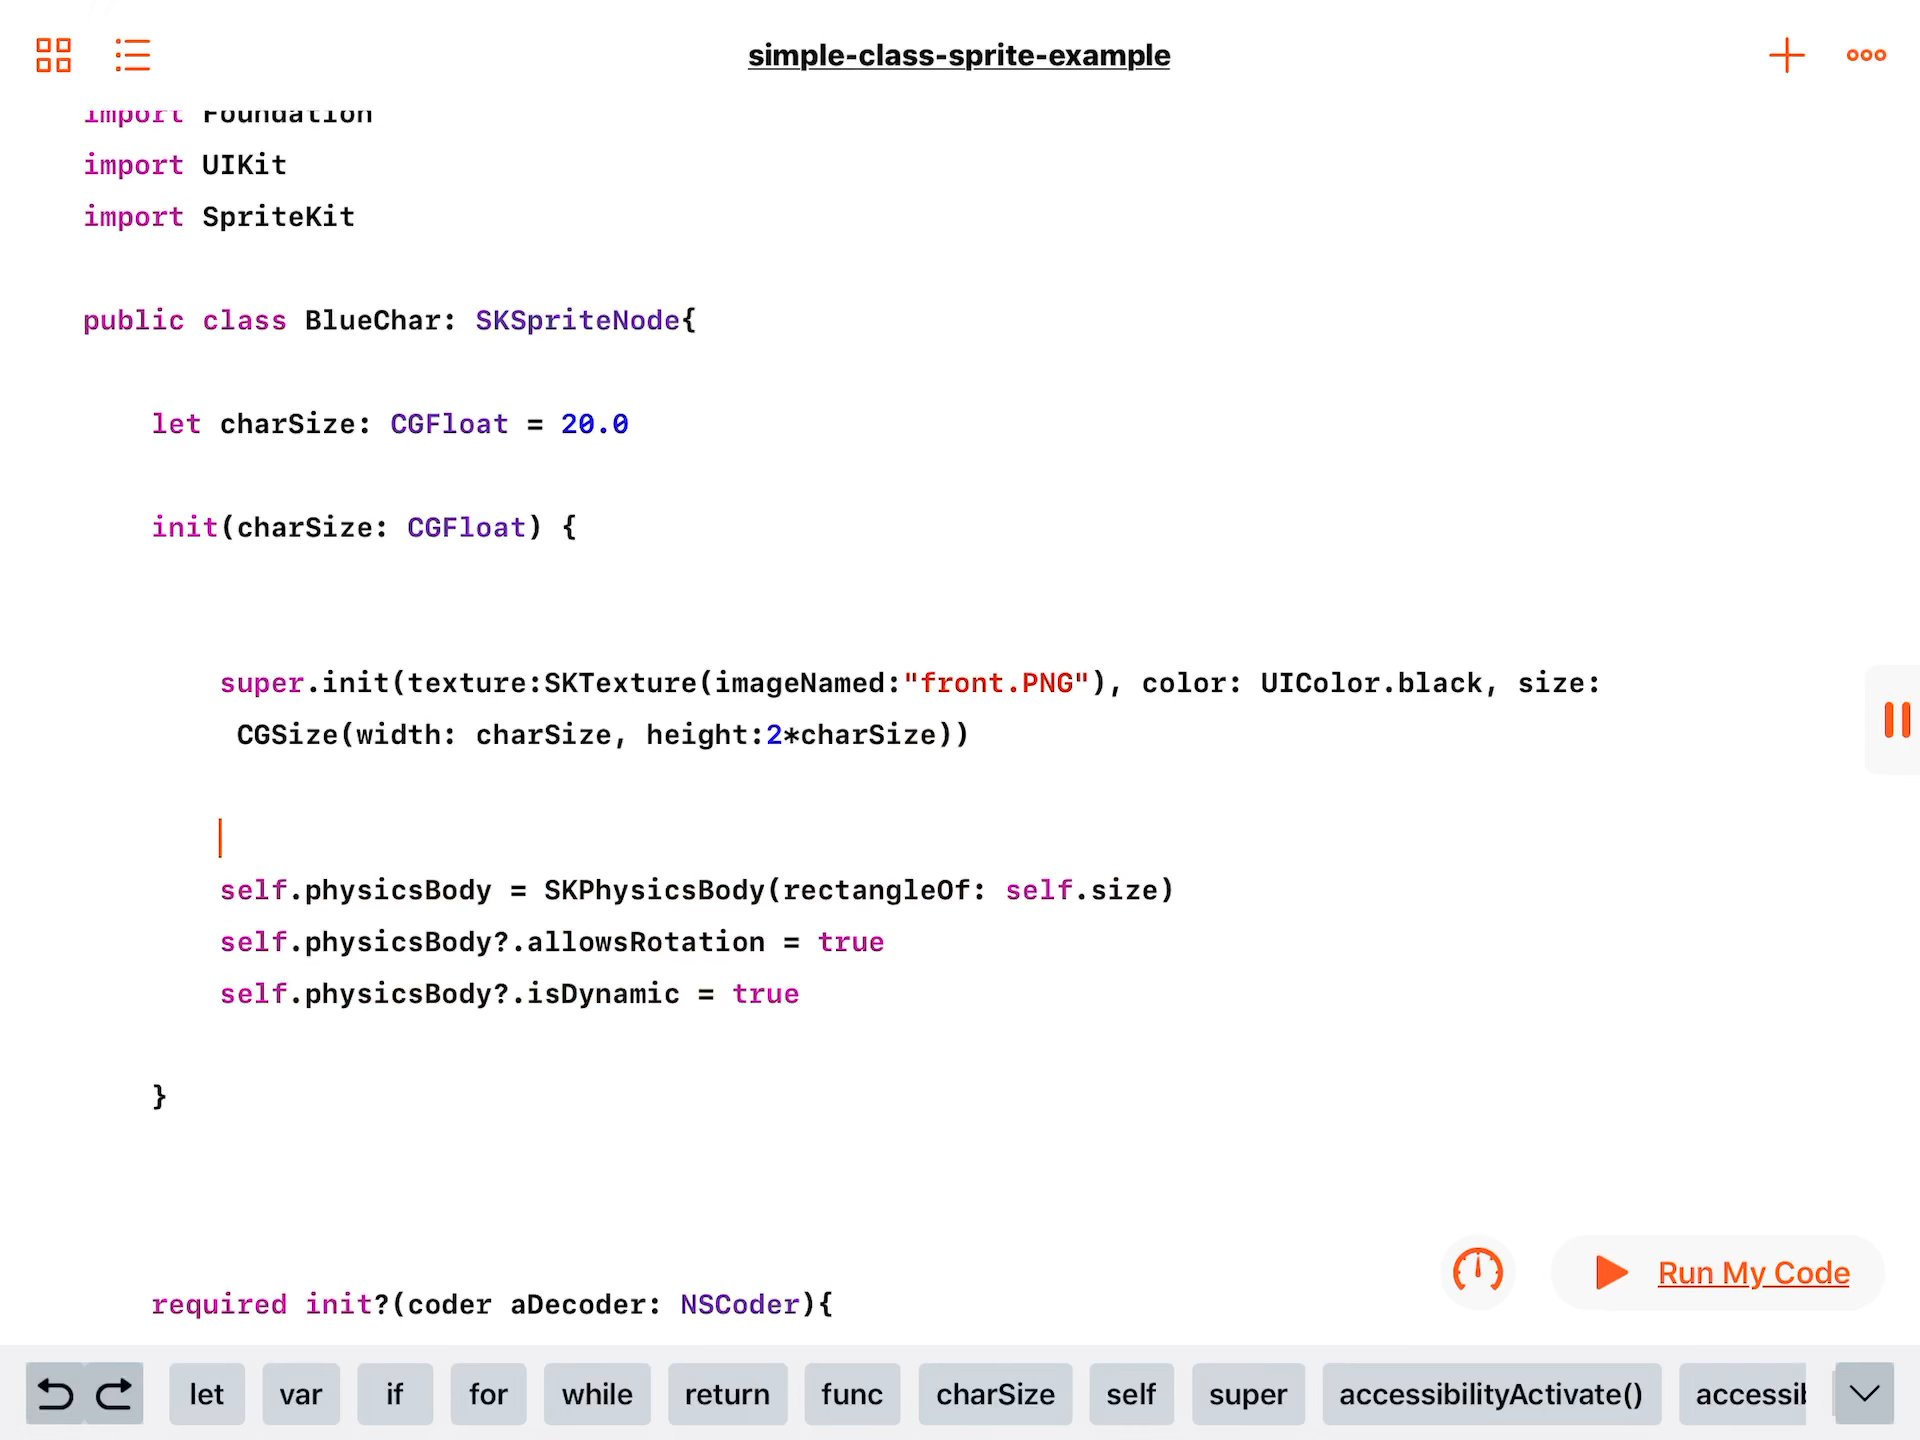 simple-class-sprite-example
import Foundation
import UIKit
import SpriteKit
public class BlueChar: SKSpriteNode{
let charSize: CGFloat = 20.0
init(charSize: CGFloat) {
super.init(texture:SKTexture(imageNamed:"front.PNG"), color: UIColor.black, size:
CGSize(width: charSize, height:2*charSize))
self.physicsBody = SKPhysicsBody(rectangleOf: self.size)
self.physicsBody?.allowsRotation = true
self.physicsBody?.isDynamic = true
}
Run My Code
required init?(coder aDecoder: NSCoder){
let var if for while return func charSize self super accessibilityActivate() accessib